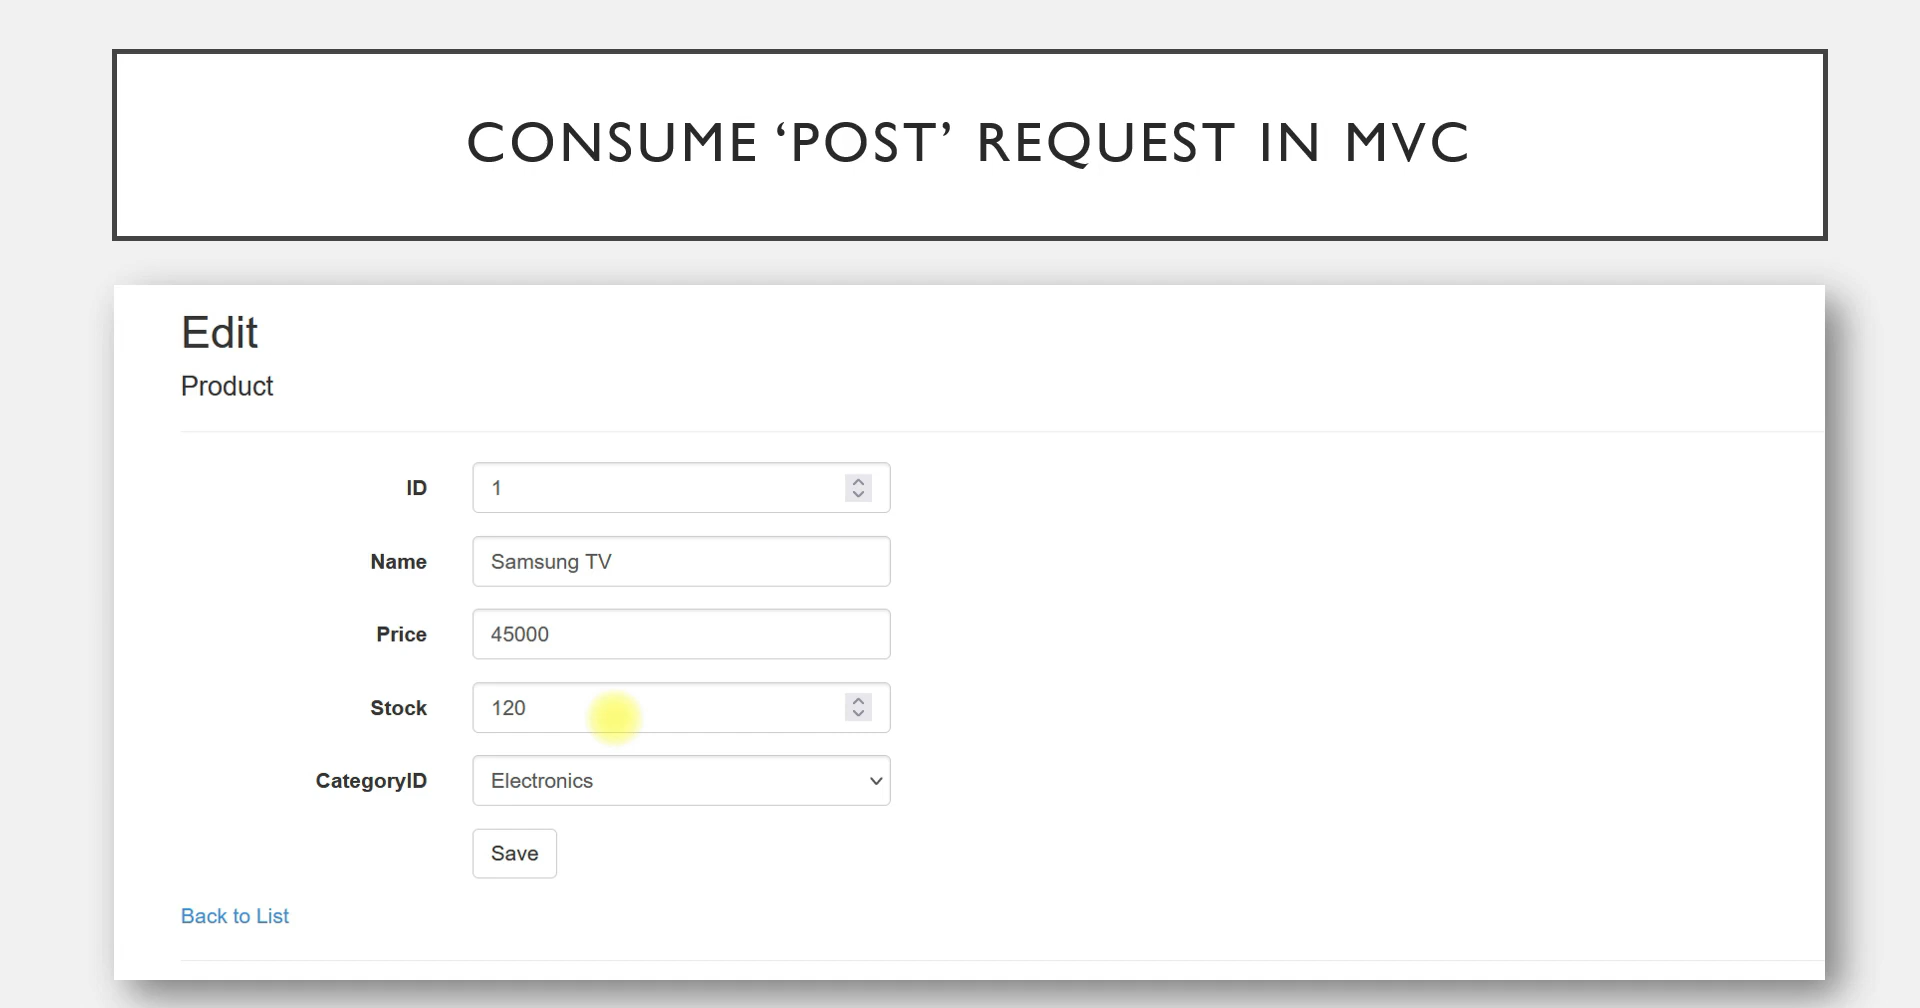 CONSUME ‘POST’ REQUEST IN MVC
Edit
Product
ID 1
Name Samsung TV
Price 45000
Stock 120
CategoryID Electronics
Save
Back to List